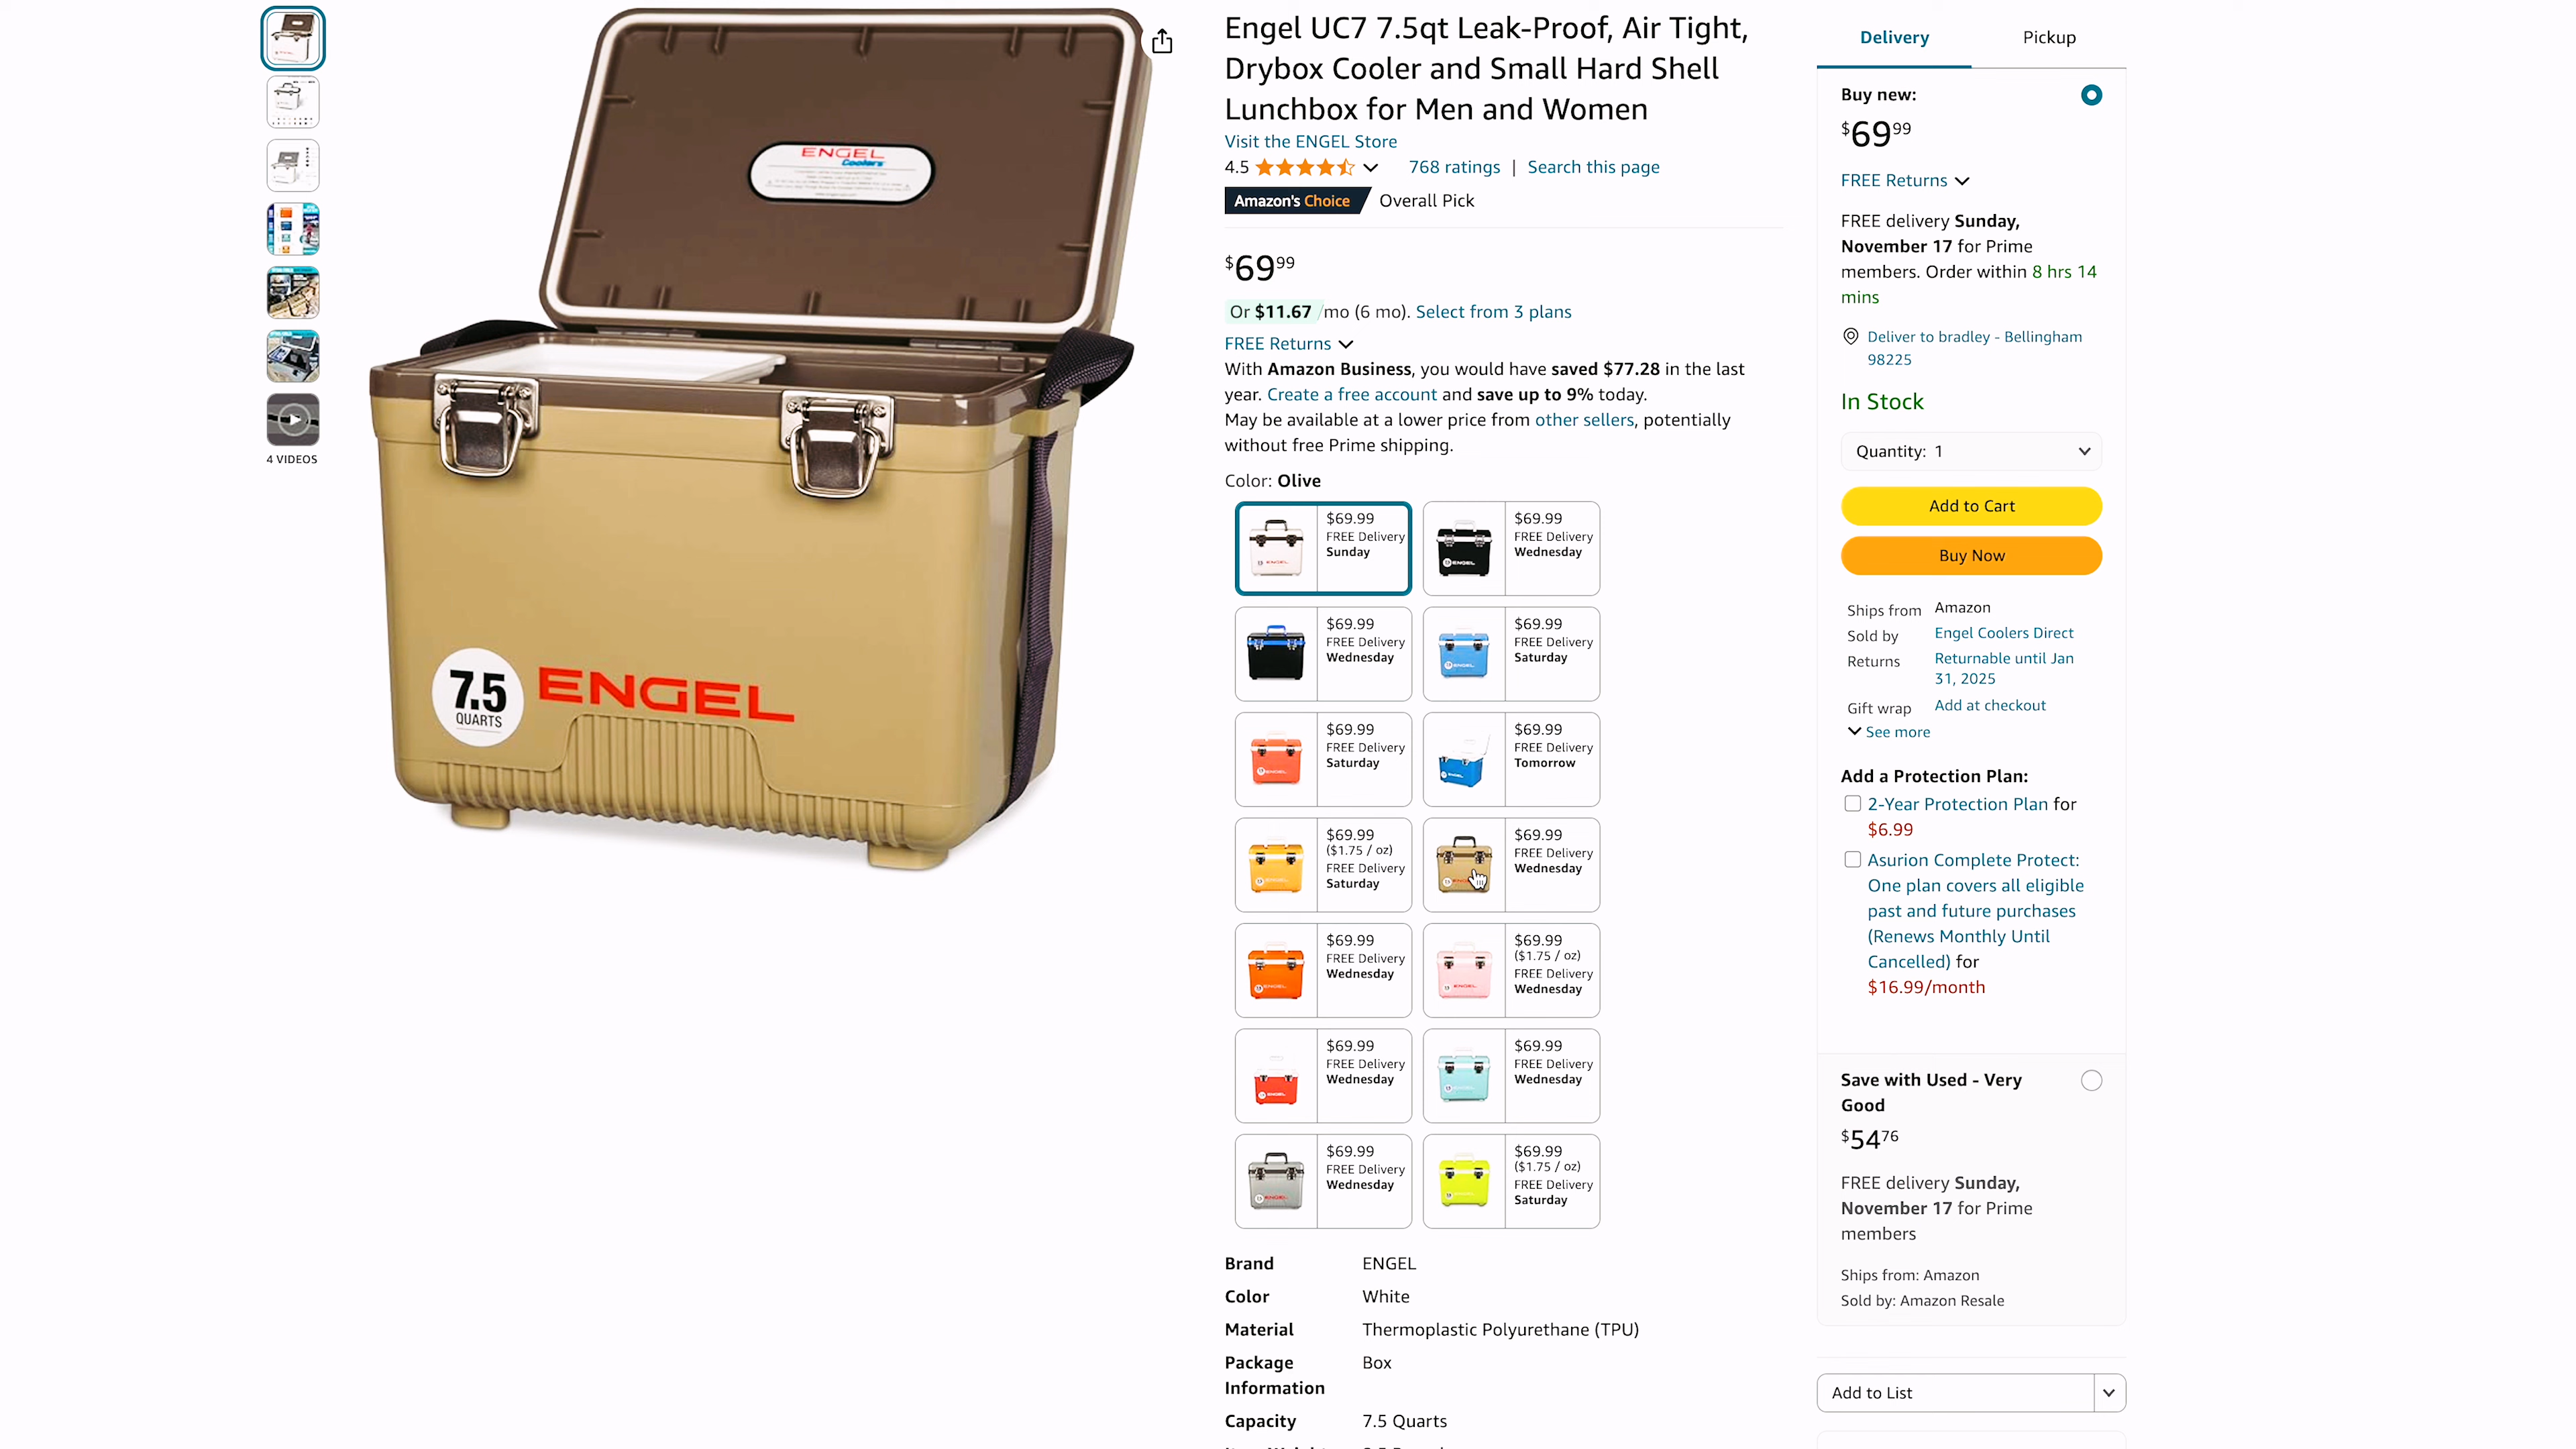 ENGEL
Coolers
7.5
QUARTS
ENGEL
4 VIDEOS
Engel UC7 7.5qt Leak-Proof, Air Tight,
Drybox Cooler and Small Hard Shell
Lunchbox for Men and Women
Visit the ENGEL Store
4.5 768 ratings | Search this page
Amazon's Choice Overall Pick
$69 99
Or $11.67 /mo (6 mo). Select from 3 plans
FREE Returns
With Amazon Business, you would have saved $77.28 in the last
year. Create a free account and save up to 9% today.
May be available at a lower price from other sellers, potentially
without free Prime shipping.
Color: Olive
$69.99
FREE Delivery
Sunday
$69.99
FREE Delivery
Wednesday
$69.99
FREE Delivery
Wednesday
$69.99
FREE Delivery
Saturday
$69.99
FREE Delivery
Saturday
$69.99
FREE Delivery
Tomorrow
$69.99
($1.75 / oz)
FREE Delivery
Saturday
$69.99
FREE Delivery
Wednesday
$69.99
FREE Delivery
Wednesday
$69.99
($1.75 / oz)
FREE Delivery
Wednesday
$69.99
FREE Delivery
Wednesday
$69.99
FREE Delivery
Wednesday
$69.99
FREE Delivery
Wednesday
$69.99
($1.75 / oz)
FREE Delivery
Saturday
Brand ENGEL
Color White
Material Thermoplastic Polyurethane (TPU)
Package Box
Information
Capacity 7.5 Quarts
Delivery Pickup
Buy new:
$69 99
FREE Returns
FREE delivery Sunday,
November 17 for Prime
members. Order within 8 hrs 14
mins
Deliver to bradley - Bellingham
98225
In Stock
Quantity: 1
Add to Cart
Buy Now
Ships from Amazon
Sold by Engel Coolers Direct
Returns Returnable until Jan
31, 2025
Gift wrap Add at checkout
See more
Add a Protection Plan:
2-Year Protection Plan for
$6.99
Asurion Complete Protect:
One plan covers all eligible
past and future purchases
(Renews Monthly Until
Cancelled) for
$16.99/month
Save with Used - Very
Good
$54 76
FREE delivery Sunday,
November 17 for Prime
members
Ships from: Amazon
Sold by: Amazon Resale
Add to List